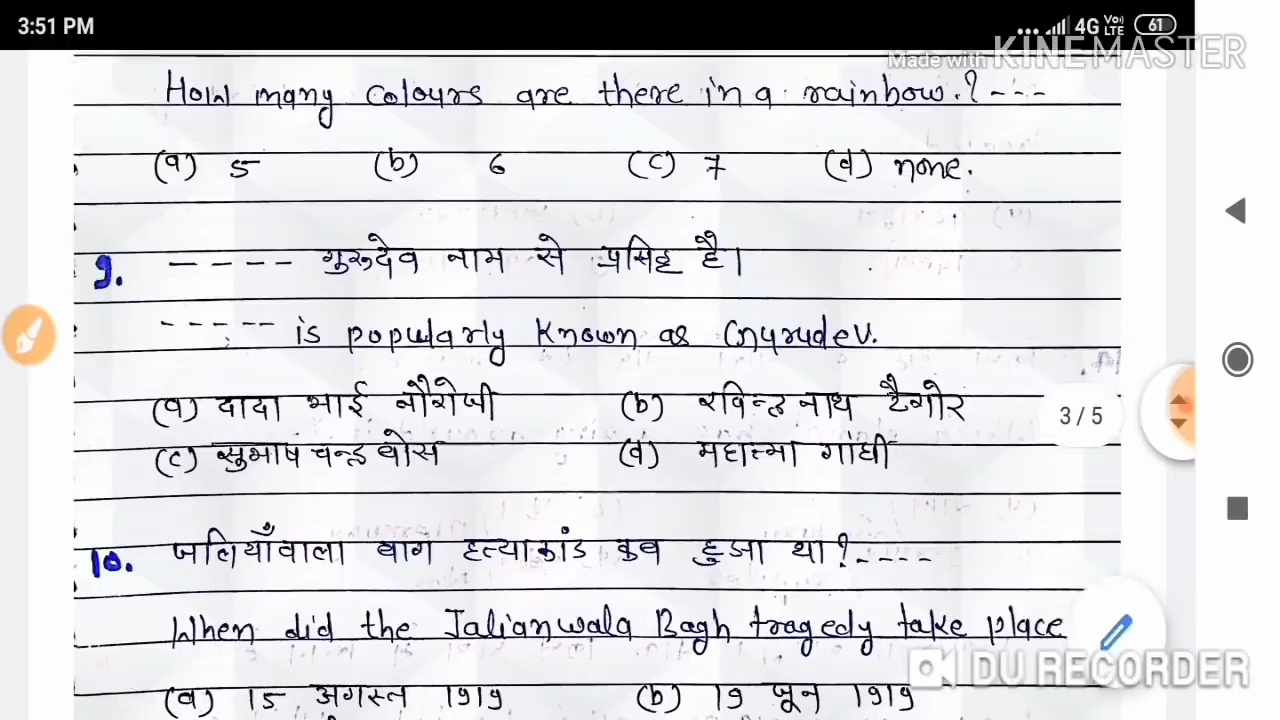 3:51 PM
... 4G Vo) LTE 61
Made with KINEMASTER
How many colours are there in a rainbow.? ---
(a) 5 (b) 6 (c) 7 (d) none.
9. ---- गुरुदेव नाम से प्रसिद्ध है।
----- is popularly known as Gurudev.
(a) दादा भाई नौरोजी (b) रविन्द्र नाथ टैगोर
3 / 5
(c) सुभाष चन्द्र बोस (d) महात्मा गांधी
10. जलियाँवाला बाग हत्याकांड कब हुआ था? ----
When did the Jalianwala Bagh tragedy take place
DU RECORDER
(a) 15 अगस्त 1919 (b) 19 जून 1919